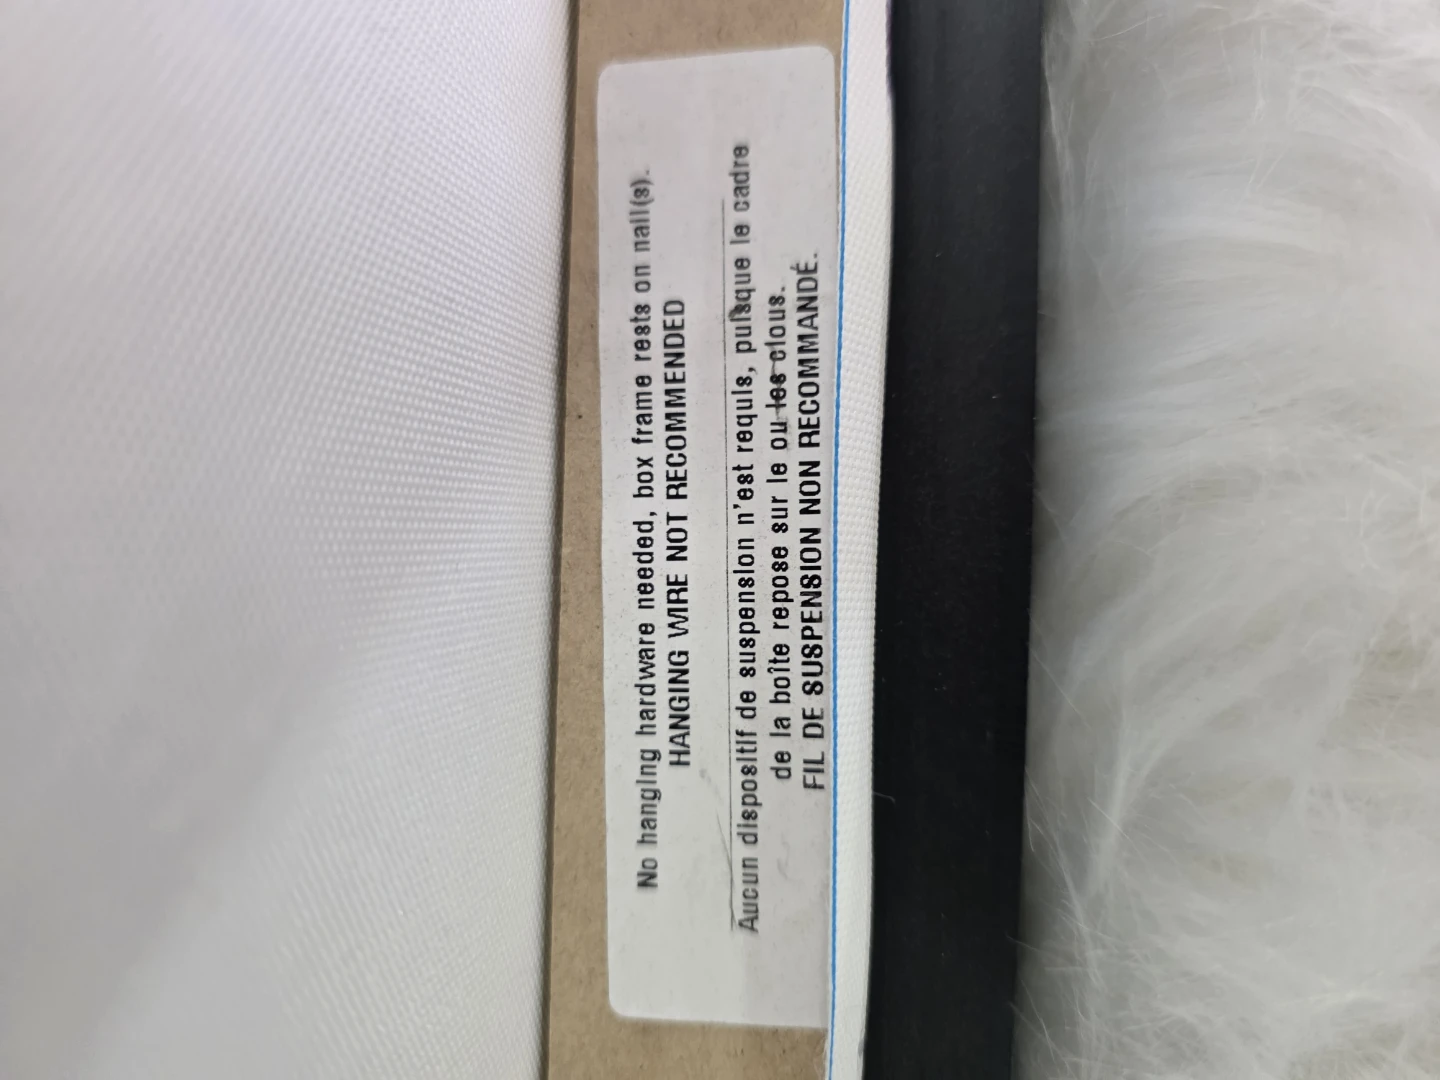 No hanging hardware needed, box frame rests on nail(s).
HANGING WIRE NOT RECOMMENDED
Aucun dispositif de suspension n'est requis, puisque le cadre
de la boîte repose sur le ou les clous.
FIL DE SUSPENSION NON RECOMMANDÉ.